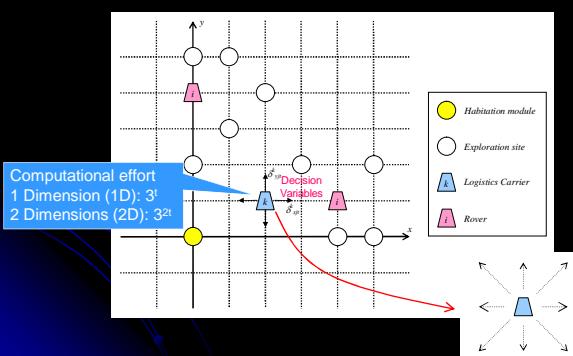 y
i
Computational effort
1 Dimension (1D): 3ᵗ
2 Dimensions (2D): 3²ᵗ
Decision
Variables
k
i
x
Habitation module
Exploration site
k Logistics Carrier
i Rover